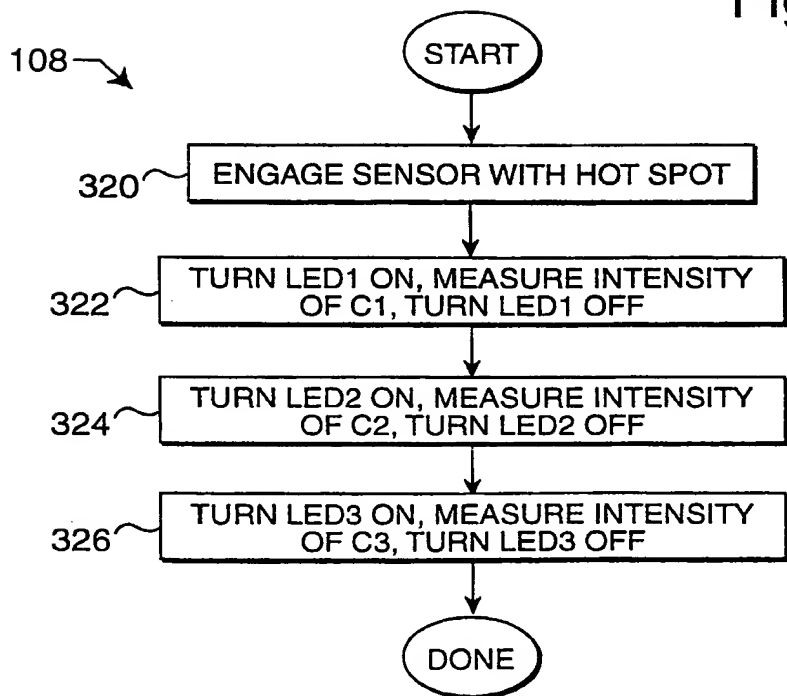 Fig
108
START
320
ENGAGE SENSOR WITH HOT SPOT
322
TURN LED1 ON, MEASURE INTENSITY
OF C1, TURN LED1 OFF
324
TURN LED2 ON, MEASURE INTENSITY
OF C2, TURN LED2 OFF
326
TURN LED3 ON, MEASURE INTENSITY
OF C3, TURN LED3 OFF
DONE